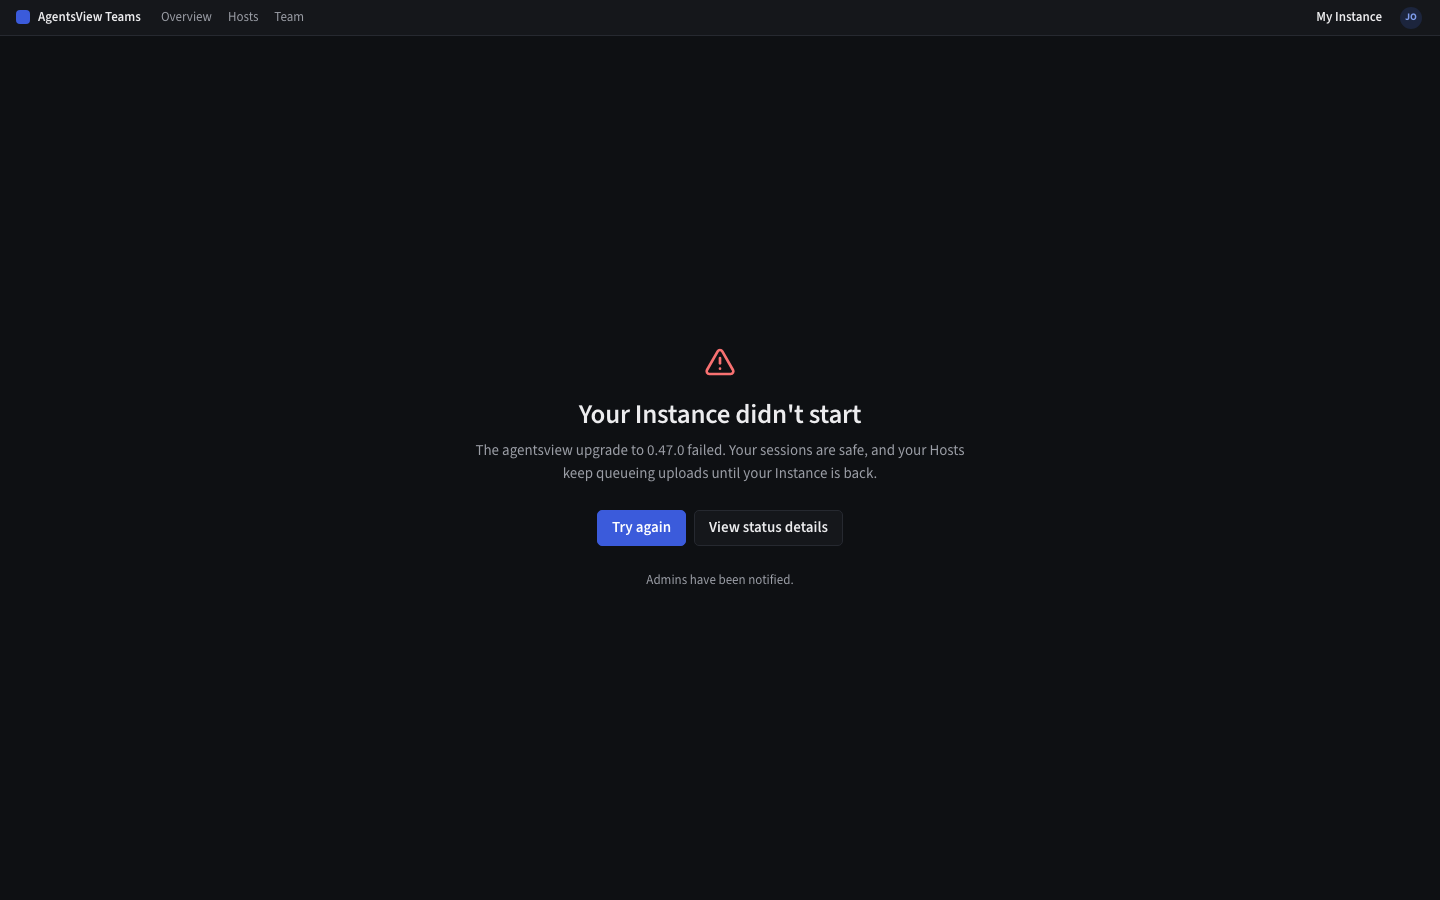 AgentsView Teams Overview Hosts Team My Instance JO
Your Instance didn't start
The agentsview upgrade to 0.47.0 failed. Your sessions are safe, and your Hosts
keep queueing uploads until your Instance is back.
Try again View status details
Admins have been notified.